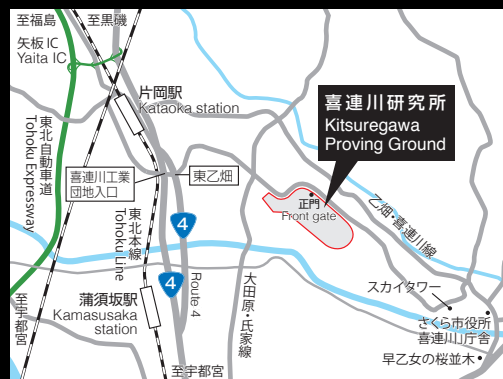 至福島
至黒磯
矢板 IC
Yaita IC
片岡駅
Kataoka station
喜連川研究所
Kitsuregawa
Proving Ground
東北自動車道
Tohoku Expressway
喜連川工業
団地入口
東乙畑
正門
Front gate
乙畑・喜連川線
4
東北本線
Tohoku Line
4
Route 4
大田原・氏家線
スカイタワー
至宇都宮
蒲須坂駅
Kamasusaka
station
さくら市役所
喜連川庁舎
早乙女の桜並木
至宇都宮